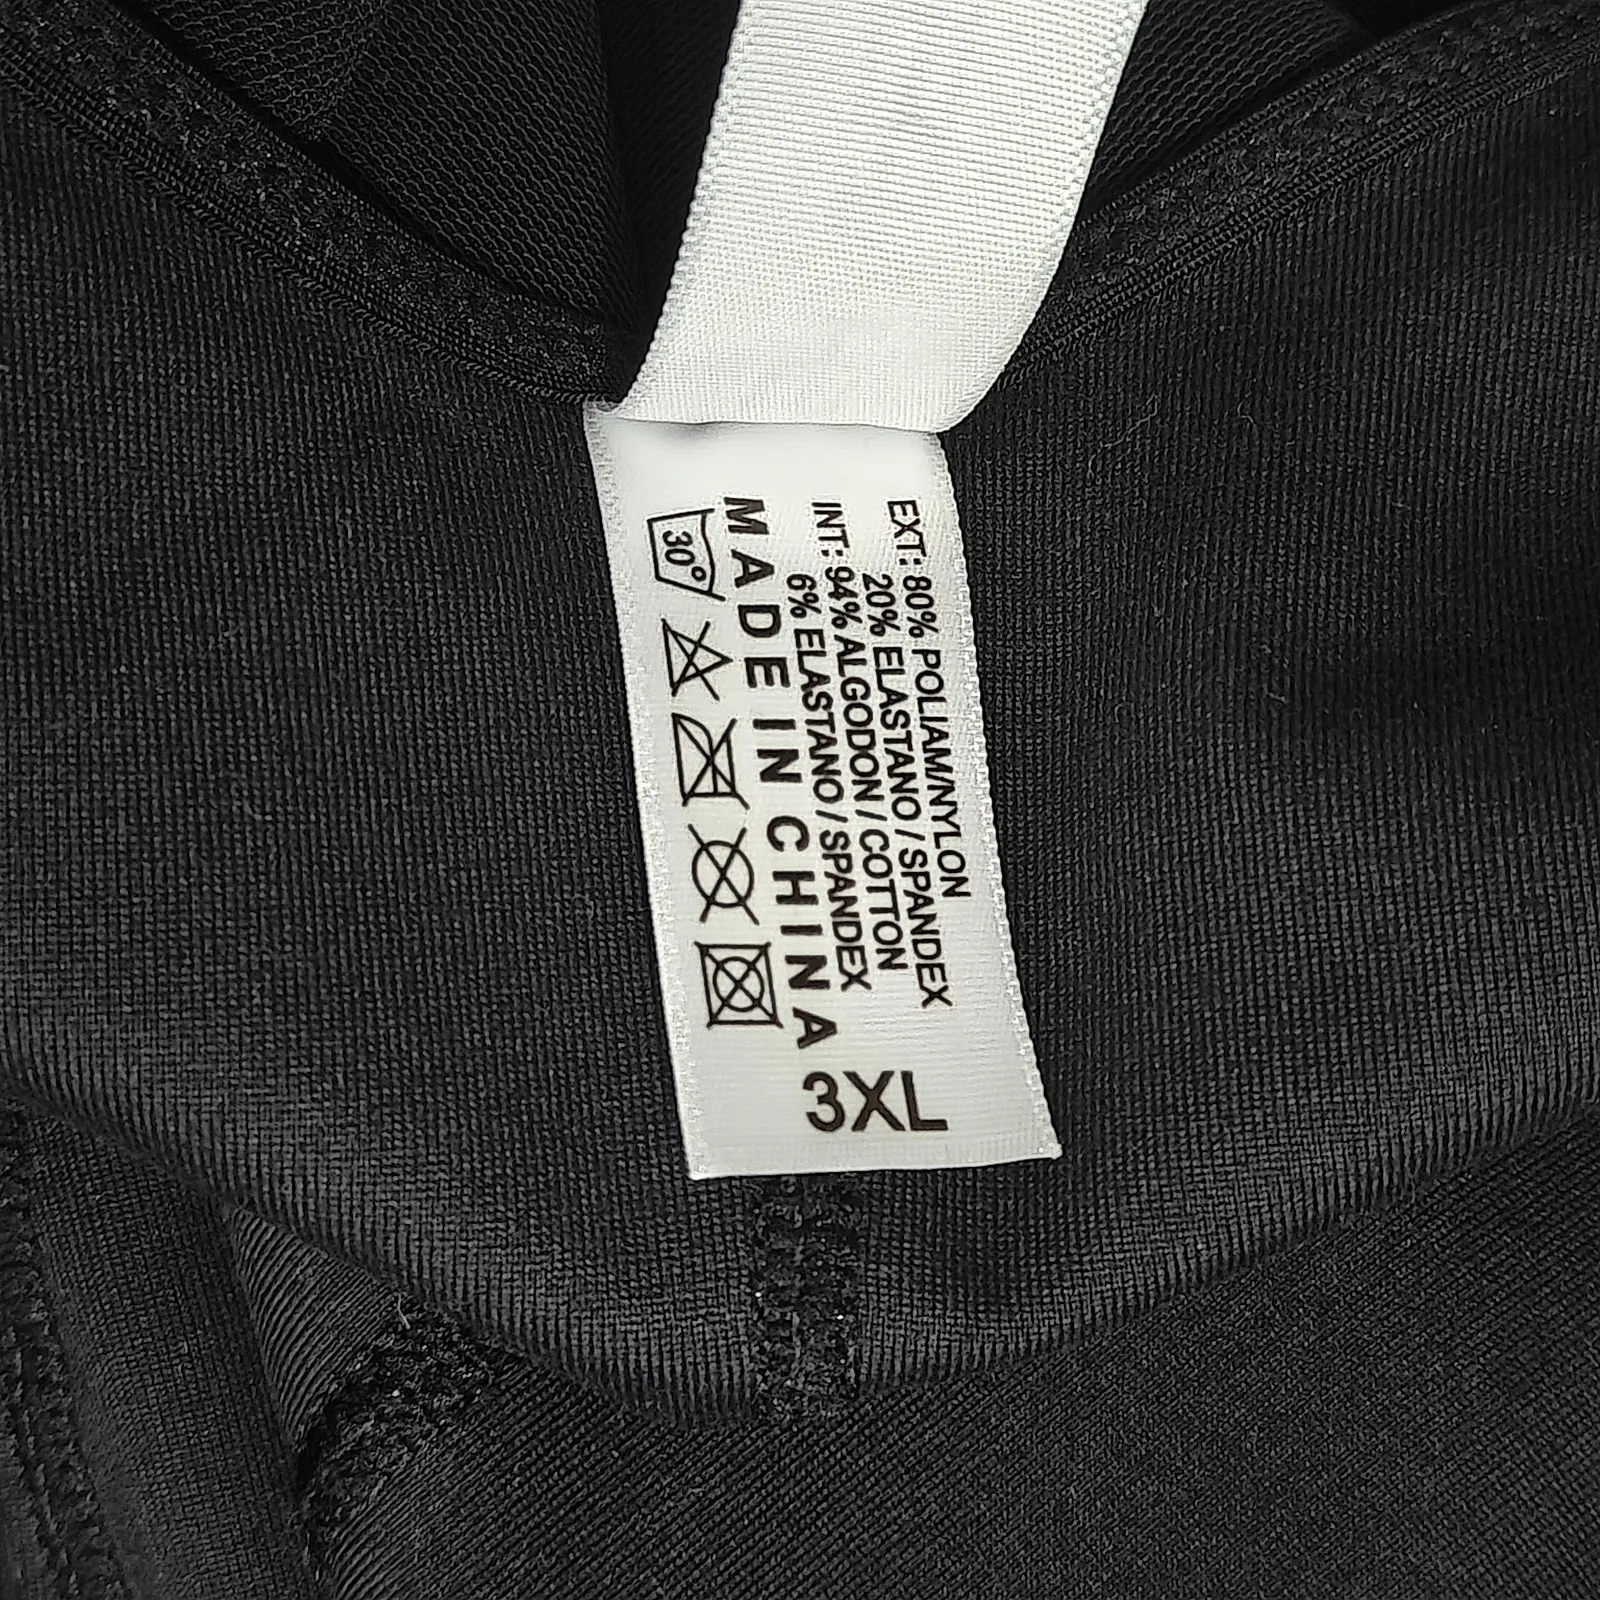 EXT: 80% POLIAM/NYLON
20% ELASTANO / SPANDEX
INT: 94% ALGODON / COTTON
6% ELASTANO / SPANDEX
MADE IN CHINA
30°
3XL